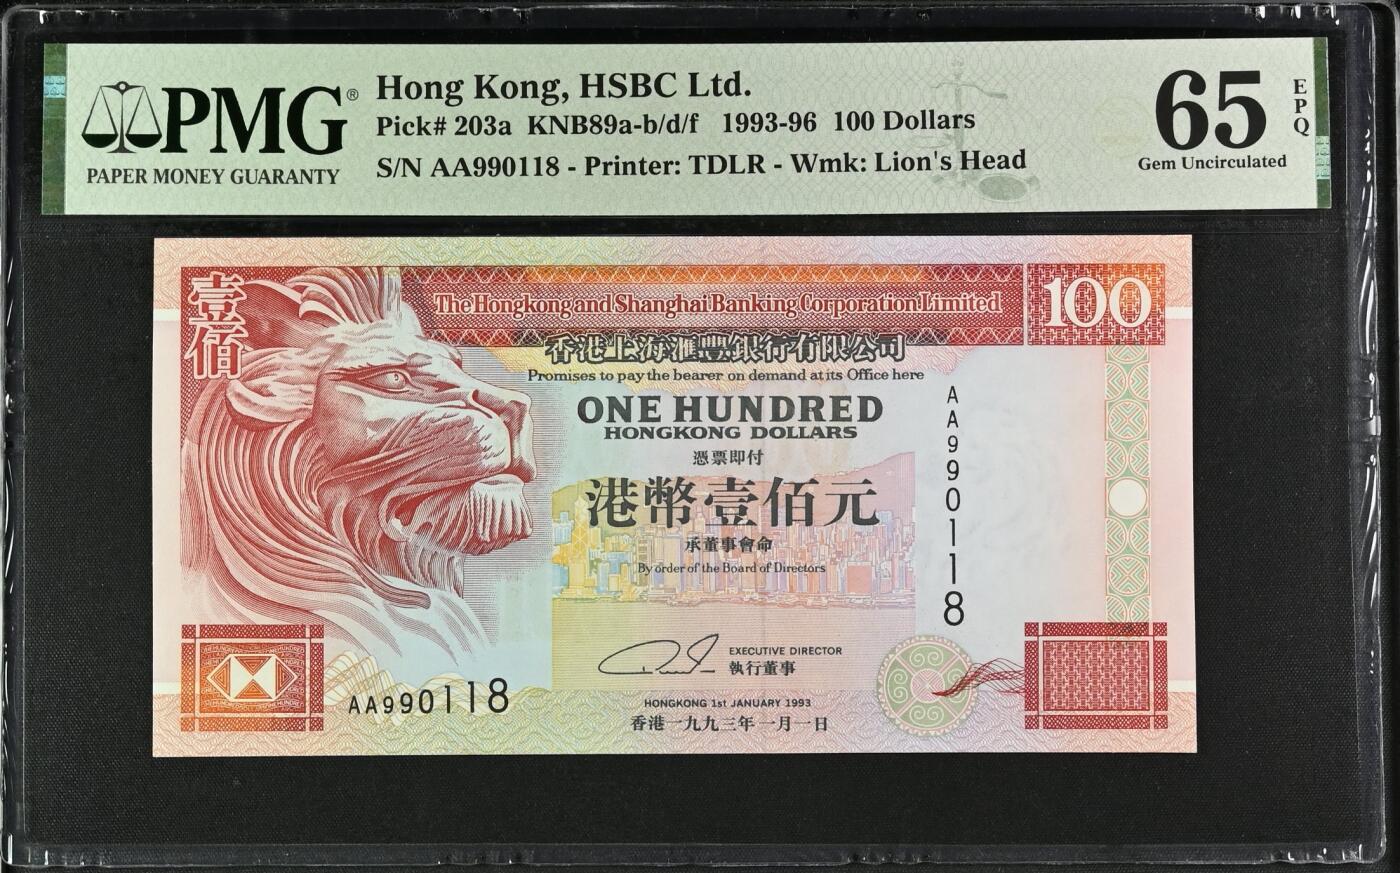 PMG®
PAPER MONEY GUARANTY
Hong Kong, HSBC Ltd.
Pick# 203a KNB89a-b/d/f 1993-96 100 Dollars
S/N AA990118 - Printer: TDLR - Wmk: Lion's Head
65
EPQ
Gem Uncirculated
壹佰
The Hongkong and Shanghai Banking Corporation Limited
100
香港上海滙豐銀行有限公司
Promises to pay the bearer on demand at its Office here
ONE HUNDRED
HONGKONG DOLLARS
憑票即付
港幣壹佰元
承董事會命
By order of the Board of Directors
AA990118
EXECUTIVE DIRECTOR
執行董事
AA990118
HONGKONG 1st JANUARY 1993
香港一九九三年一月一日